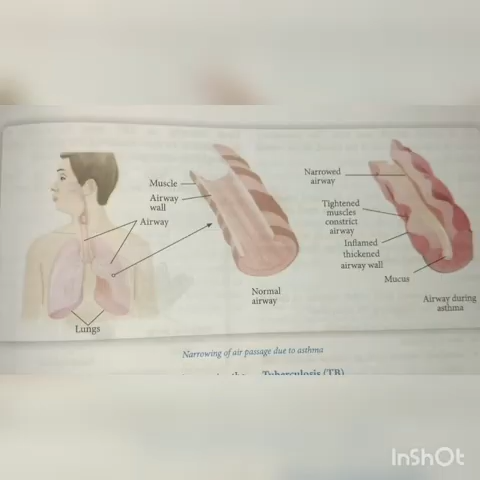 Muscle
Airway
wall
Airway
Lungs
Normal
airway
Narrowed
airway
Tightened
muscles
constrict
airway
Inflamed
thickened
airway wall
Mucus
Airway during
asthma
Narrowing of air passage due to asthma
Tuberculosis (TB)
InShOt